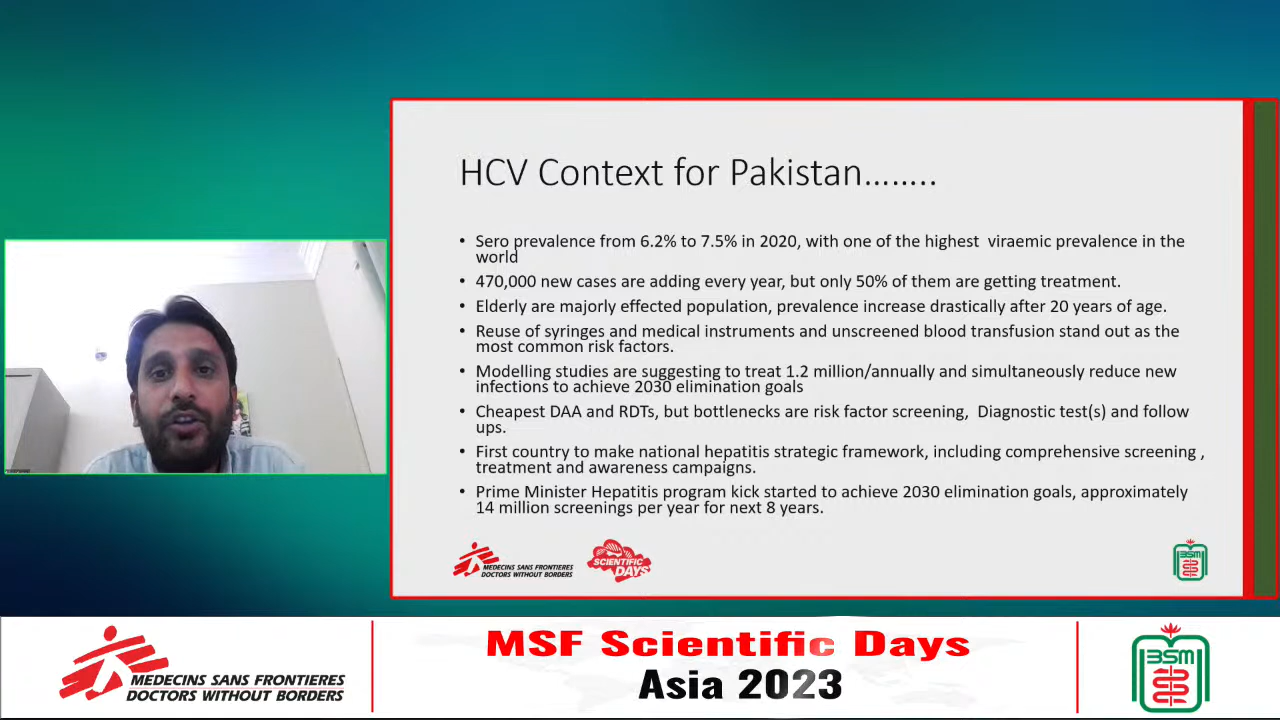 HCV Context for Pakistan........
• Sero prevalence from 6.2% to 7.5% in 2020, with one of the highest viraemic prevalence in the
world
• 470,000 new cases are adding every year, but only 50% of them are getting treatment.
• Elderly are majorly effected population, prevalence increase drastically after 20 years of age.
• Reuse of syringes and medical instruments and unscreened blood transfusion stand out as the
most common risk factors.
• Modelling studies are suggesting to treat 1.2 million/annually and simultaneously reduce new
infections to achieve 2030 elimination goals
• Cheapest DAA and RDTs, but bottlenecks are risk factor screening, Diagnostic test(s) and follow
ups.
• First country to make national hepatitis strategic framework, including comprehensive screening ,
treatment and awareness campaigns.
• Prime Minister Hepatitis program kick started to achieve 2030 elimination goals, approximately
14 million screenings per year for next 8 years.
MEDECINS SANS FRONTIERES
DOCTORS WITHOUT BORDERS
SCIENTIFIC
DAYS
BSM
MEDECINS SANS FRONTIERES
DOCTORS WITHOUT BORDERS
MSF Scientific Days
Asia 2023
BSM